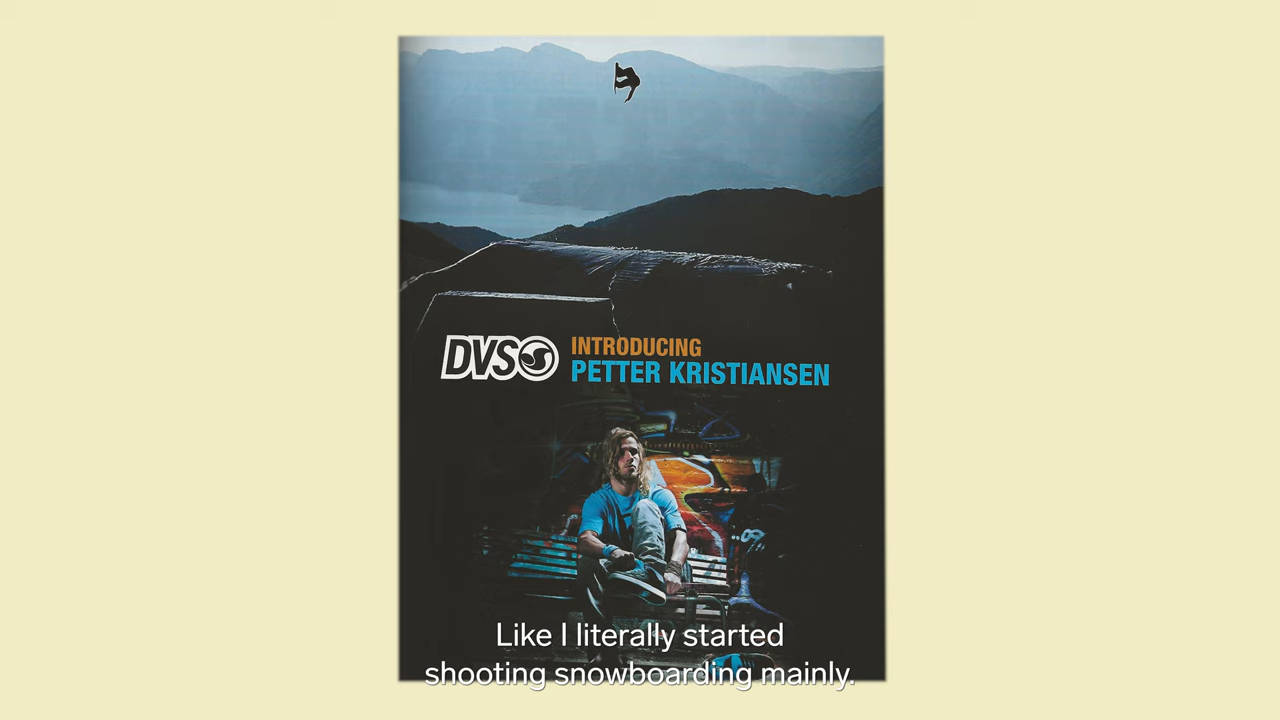 DVS
INTRODUCING
PETTER KRISTIANSEN
Like I literally started
shooting snowboarding mainly.